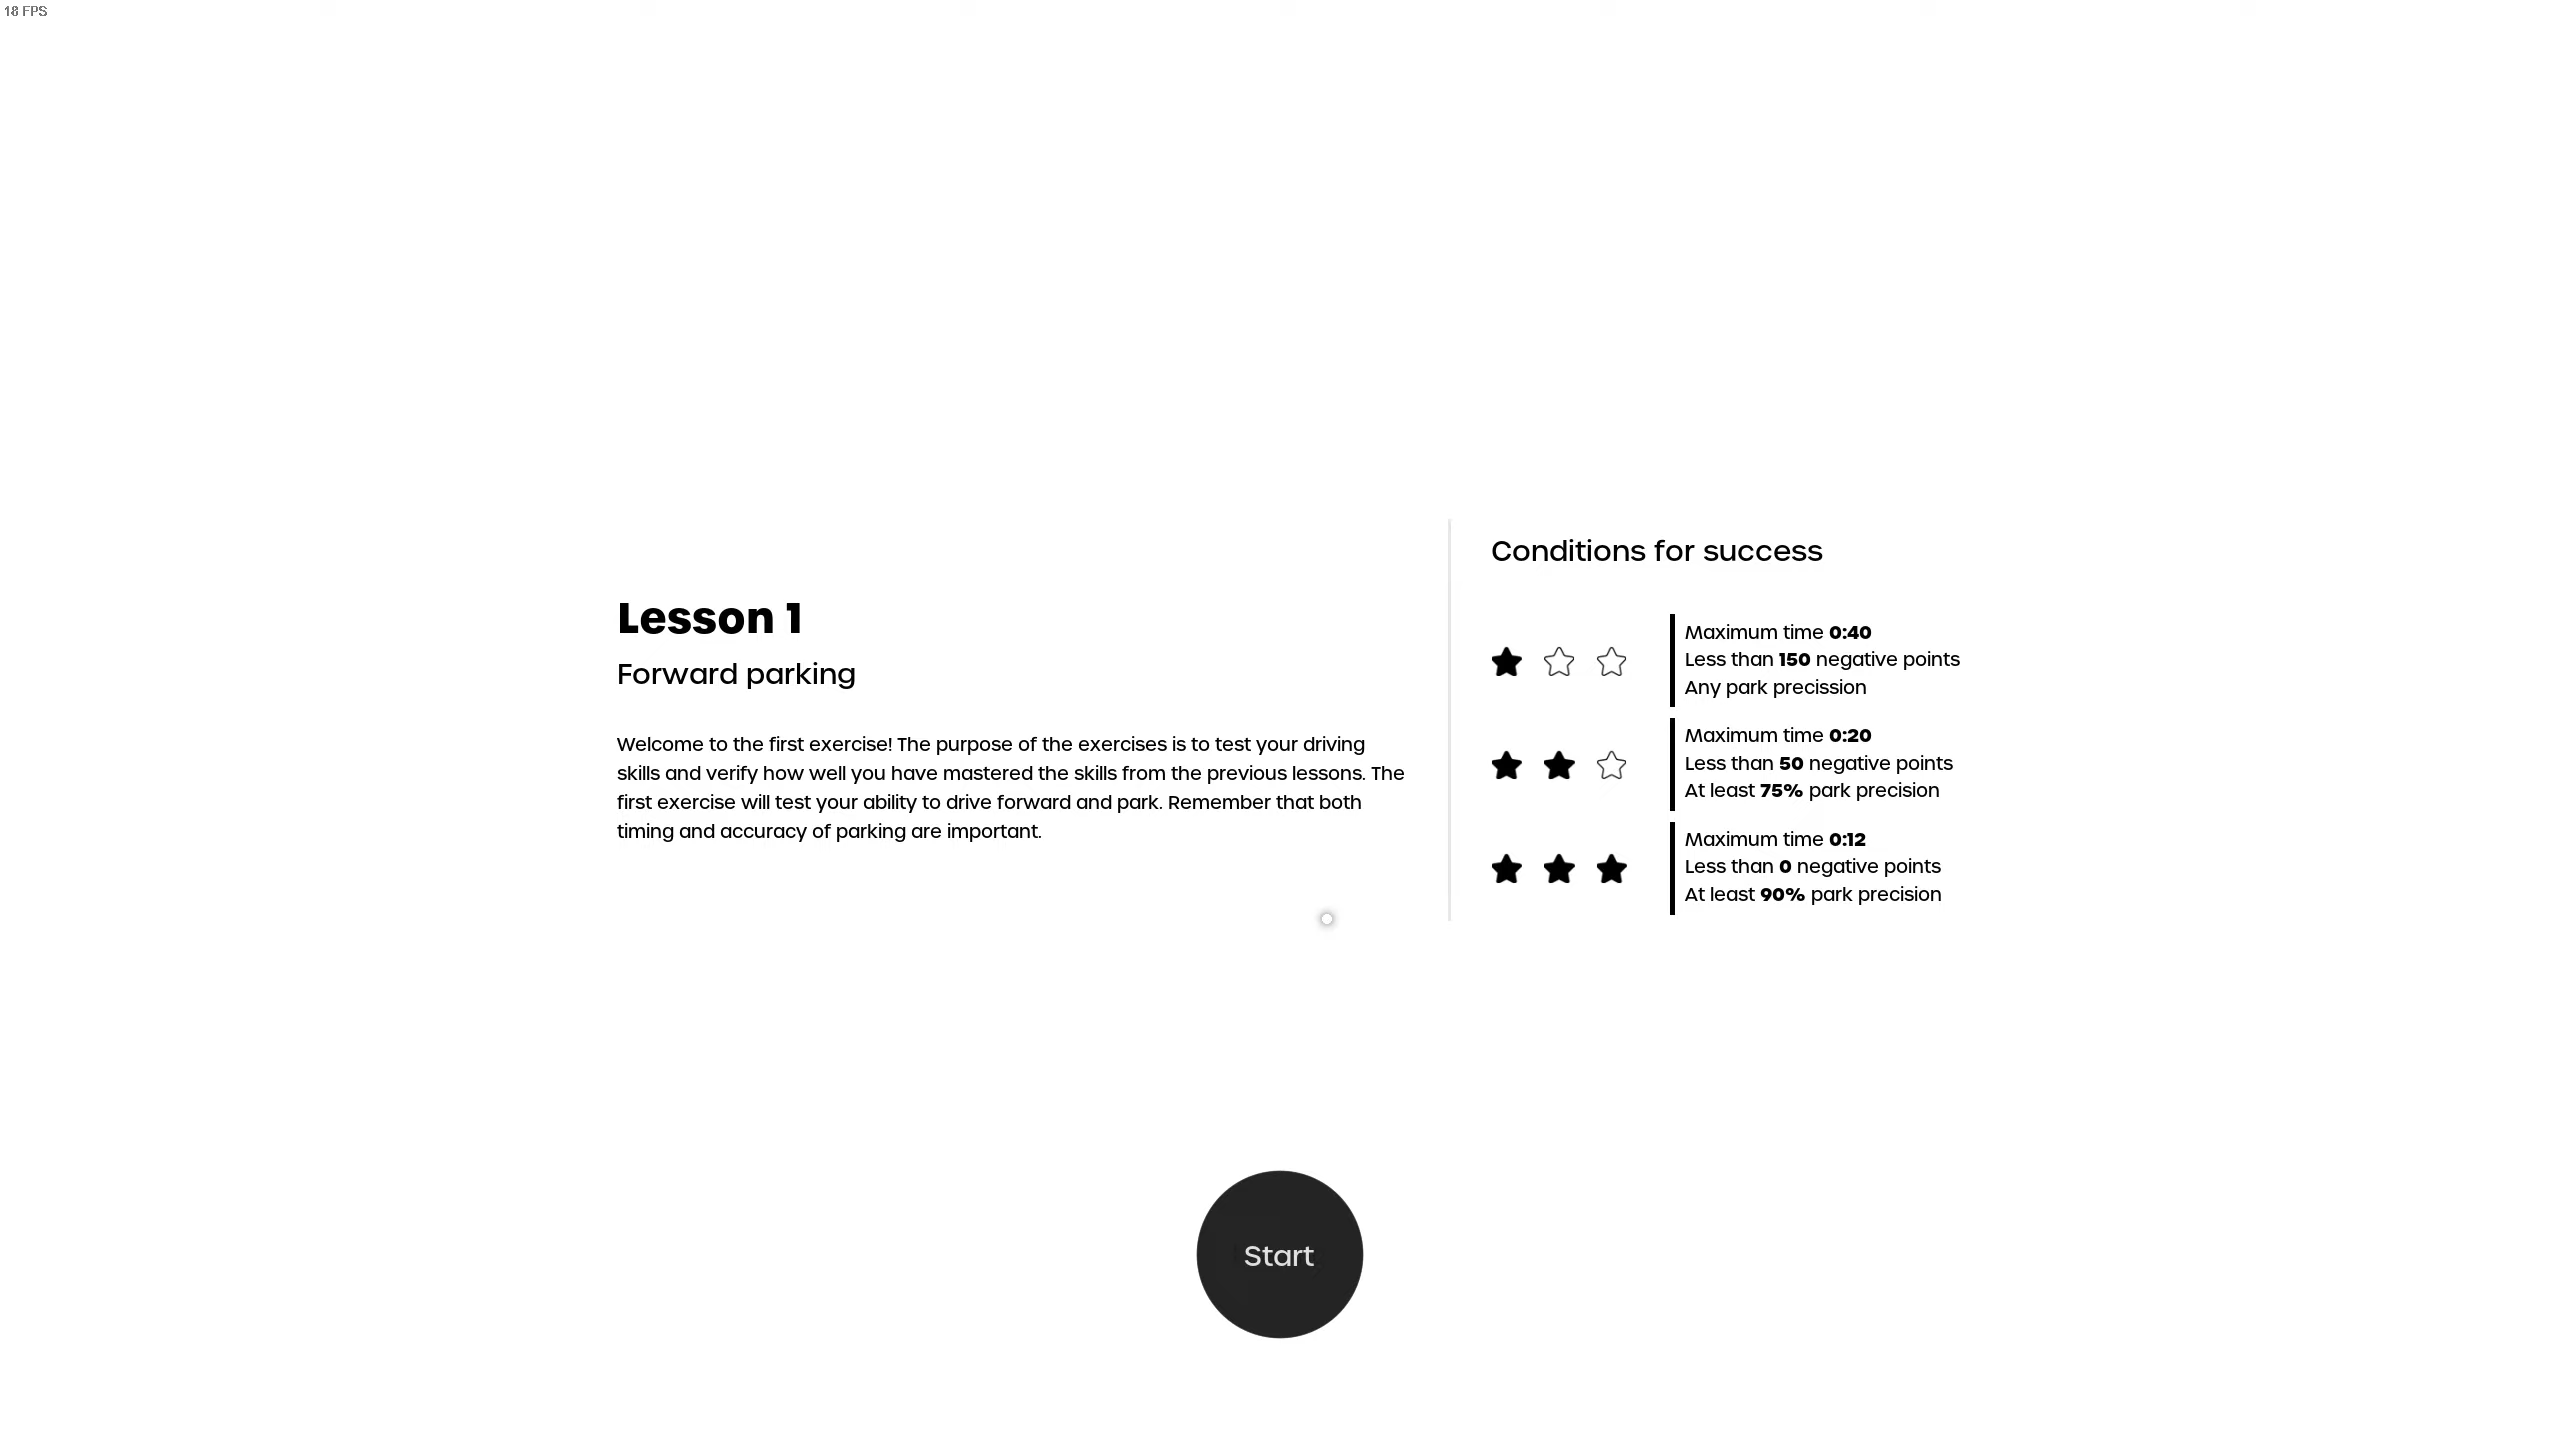 18 FPS
Lesson 1
Forward parking
Welcome to the first exercise! The purpose of the exercises is to test your driving
skills and verify how well you have mastered the skills from the previous lessons. The
first exercise will test your ability to drive forward and park. Remember that both
timing and accuracy of parking are important.
Conditions for success
Maximum time 0:40
Less than 150 negative points
Any park precission
Maximum time 0:20
Less than 50 negative points
At least 75% park precision
Maximum time 0:12
Less than 0 negative points
At least 90% park precision
Start